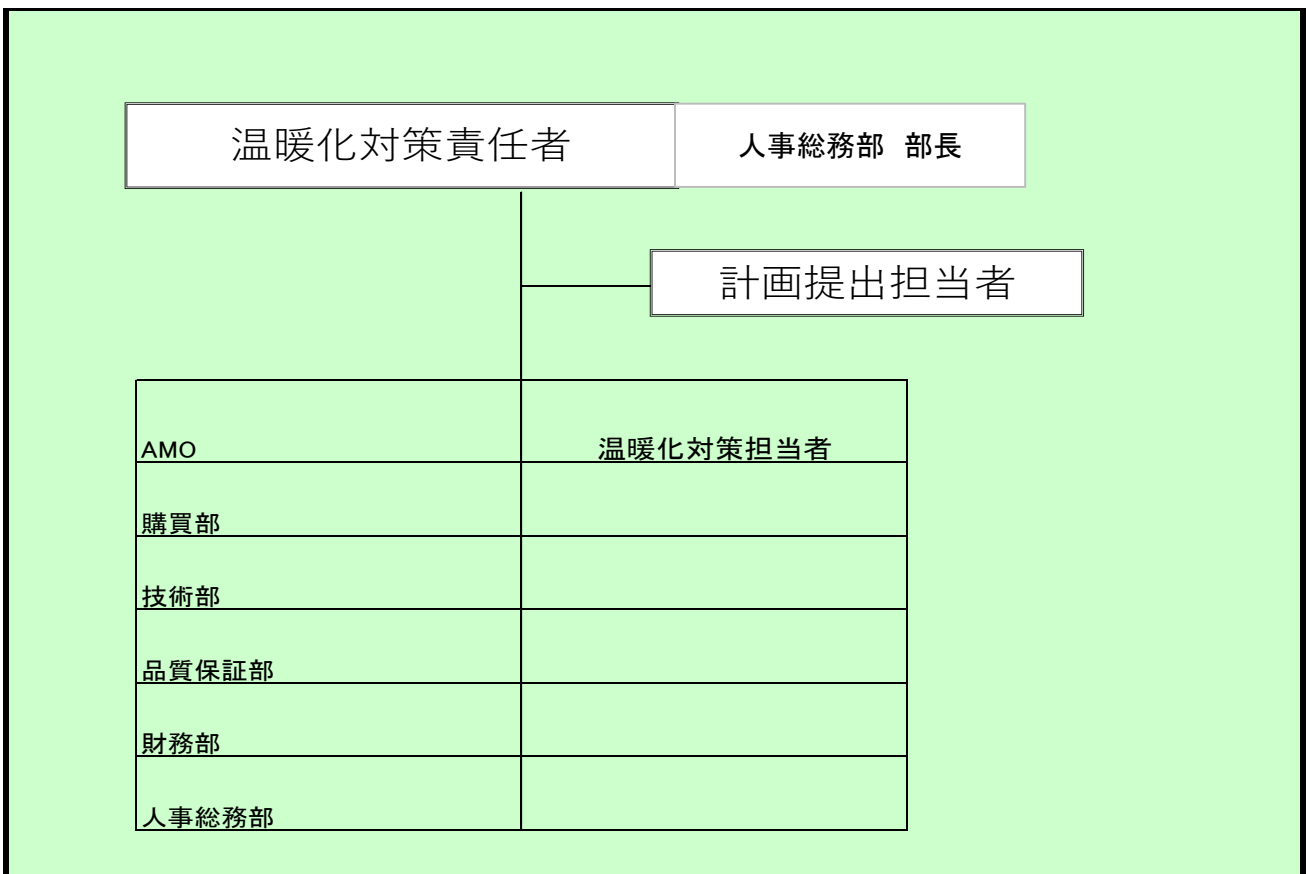 温暖化対策責任者 人事総務部 部長
計画提出担当者
AMO 温暖化対策担当者
購買部
技術部
品質保証部
財務部
人事総務部